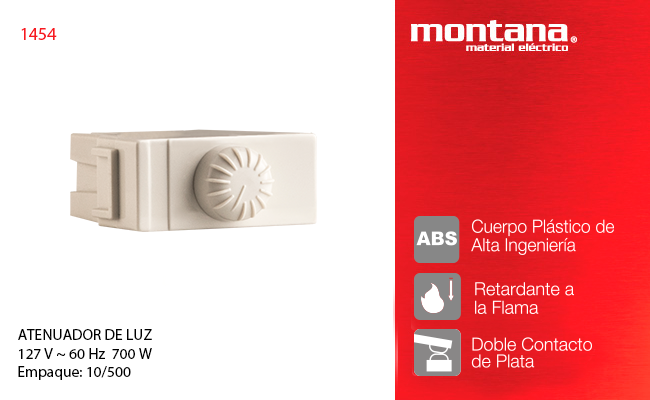 1454
ATENUADOR DE LUZ
127 V ~ 60 Hz 700 W
Empaque: 10/500
montana®
material eléctrico
ABS
Cuerpo Plástico de
Alta Ingeniería
Retardante a
la Flama
Doble Contacto
de Plata